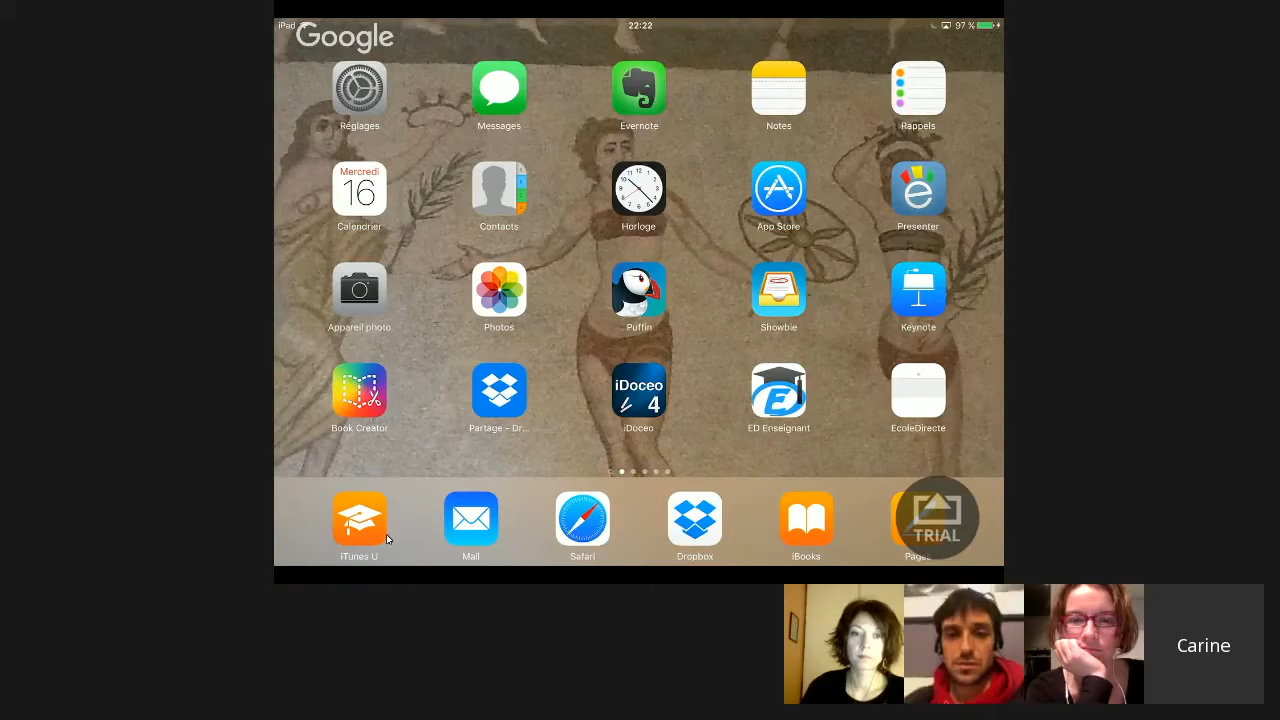 iPad
22:22
97 %
Google
Réglages
Messages
Evernote
Notes
Rappels
Mercredi
16
Calendrier
Contacts
Horloge
App Store
Presenter
Appareil photo
Photos
Puffin
Showbie
Keynote
Book Creator
Partage - Dr...
iDoceo
4
iDoceo
ED Enseignant
EcoleDirecte
iTunes U
Mail
Safari
Dropbox
iBooks
Pages
TRIAL
Carine